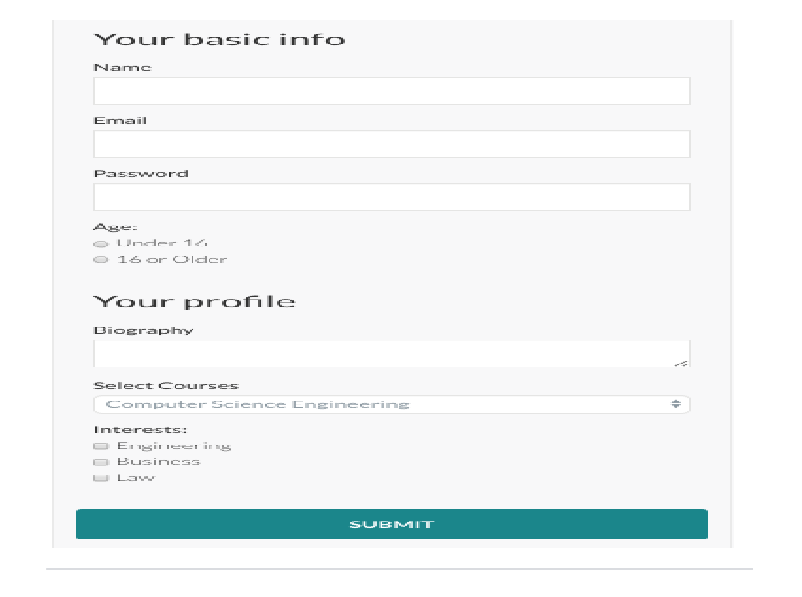 Your basic info
Name
Email
Password
Age:
Under 16
16 or Older
Your profile
Biography
Select Courses
Computer Science Engineering
Interests:
Engineering
Business
Law
SUBMIT